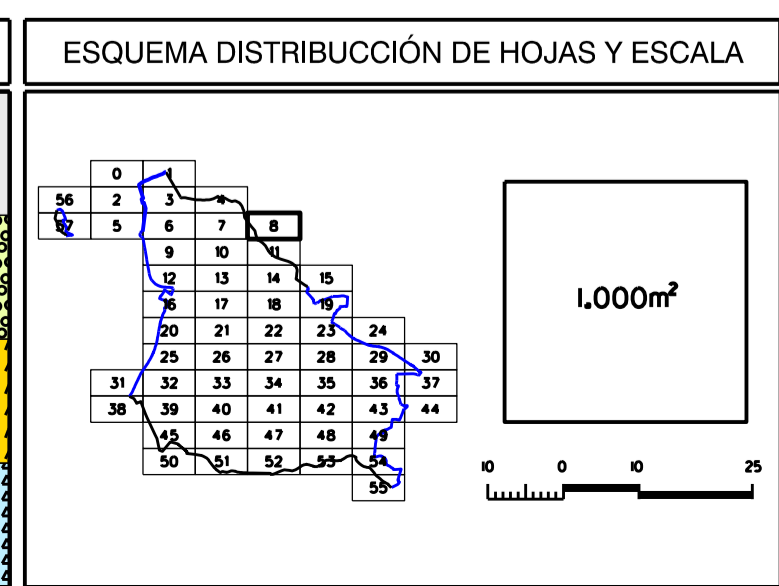 ESQUEMA DISTRIBUCCIÓN DE HOJAS Y ESCALA
0 1
56 2 3 4
57 5 6 7 8
9 10 11
12 13 14 15
16 17 18 19
20 21 22 23 24
25 26 27 28 29 30
31 32 33 34 35 36 37
38 39 40 41 42 43 44
45 46 47 48 49
50 51 52 53 54
55
1.000m²
10 0 10 25